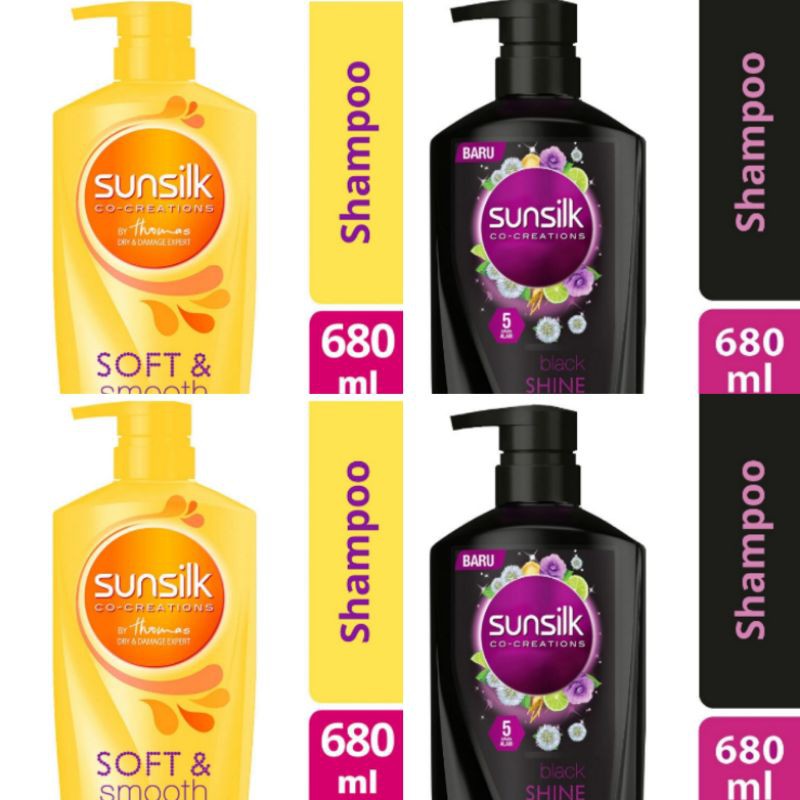 sunsilk
CO-CREATIONS
BY Thomas
DRY & DAMAGE EXPERT
SOFT &
smooth
Shampoo
680
ml
BARU
sunsilk
CO-CREATIONS
5
black
SHINE
Shampoo
680
ml
sunsilk
CO-CREATIONS
BY Thomas
DRY & DAMAGE EXPERT
SOFT &
smooth
Shampoo
680
ml
BARU
sunsilk
CO-CREATIONS
5
black
SHINE
Shampoo
680
ml